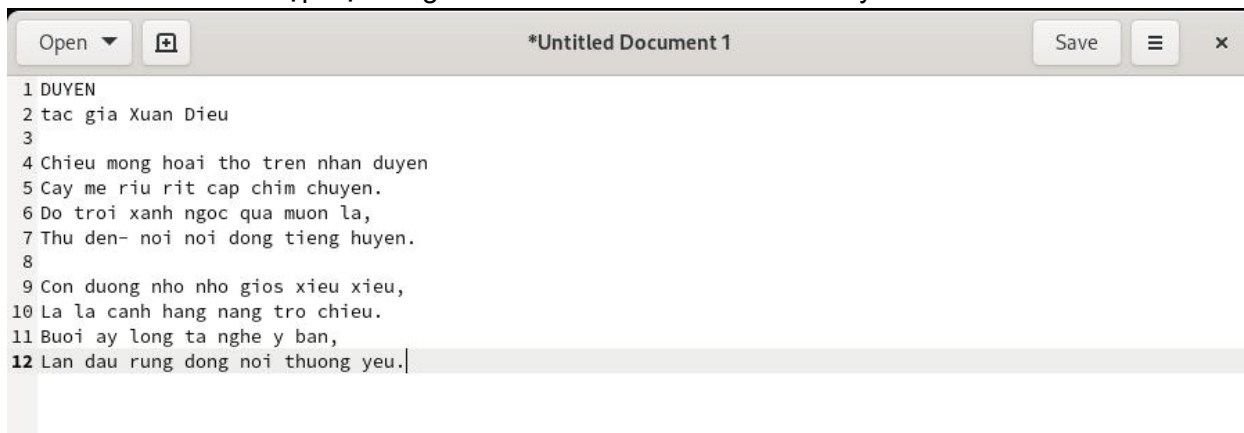 Open
*Untitled Document 1
Save
1 DUYEN
2 tac gia Xuan Dieu
3
4 Chieu mong hoai tho tren nhan duyen
5 Cay me riu rit cap chim chuyen.
6 Do troi xanh ngoc qua muon la,
7 Thu den- noi noi dong tieng huyen.
8
9 Con duong nho nho gios xieu xieu,
10 La la canh hang nang tro chieu.
11 Buoi ay long ta nghe y ban,
12 Lan dau rung dong noi thuong yeu.